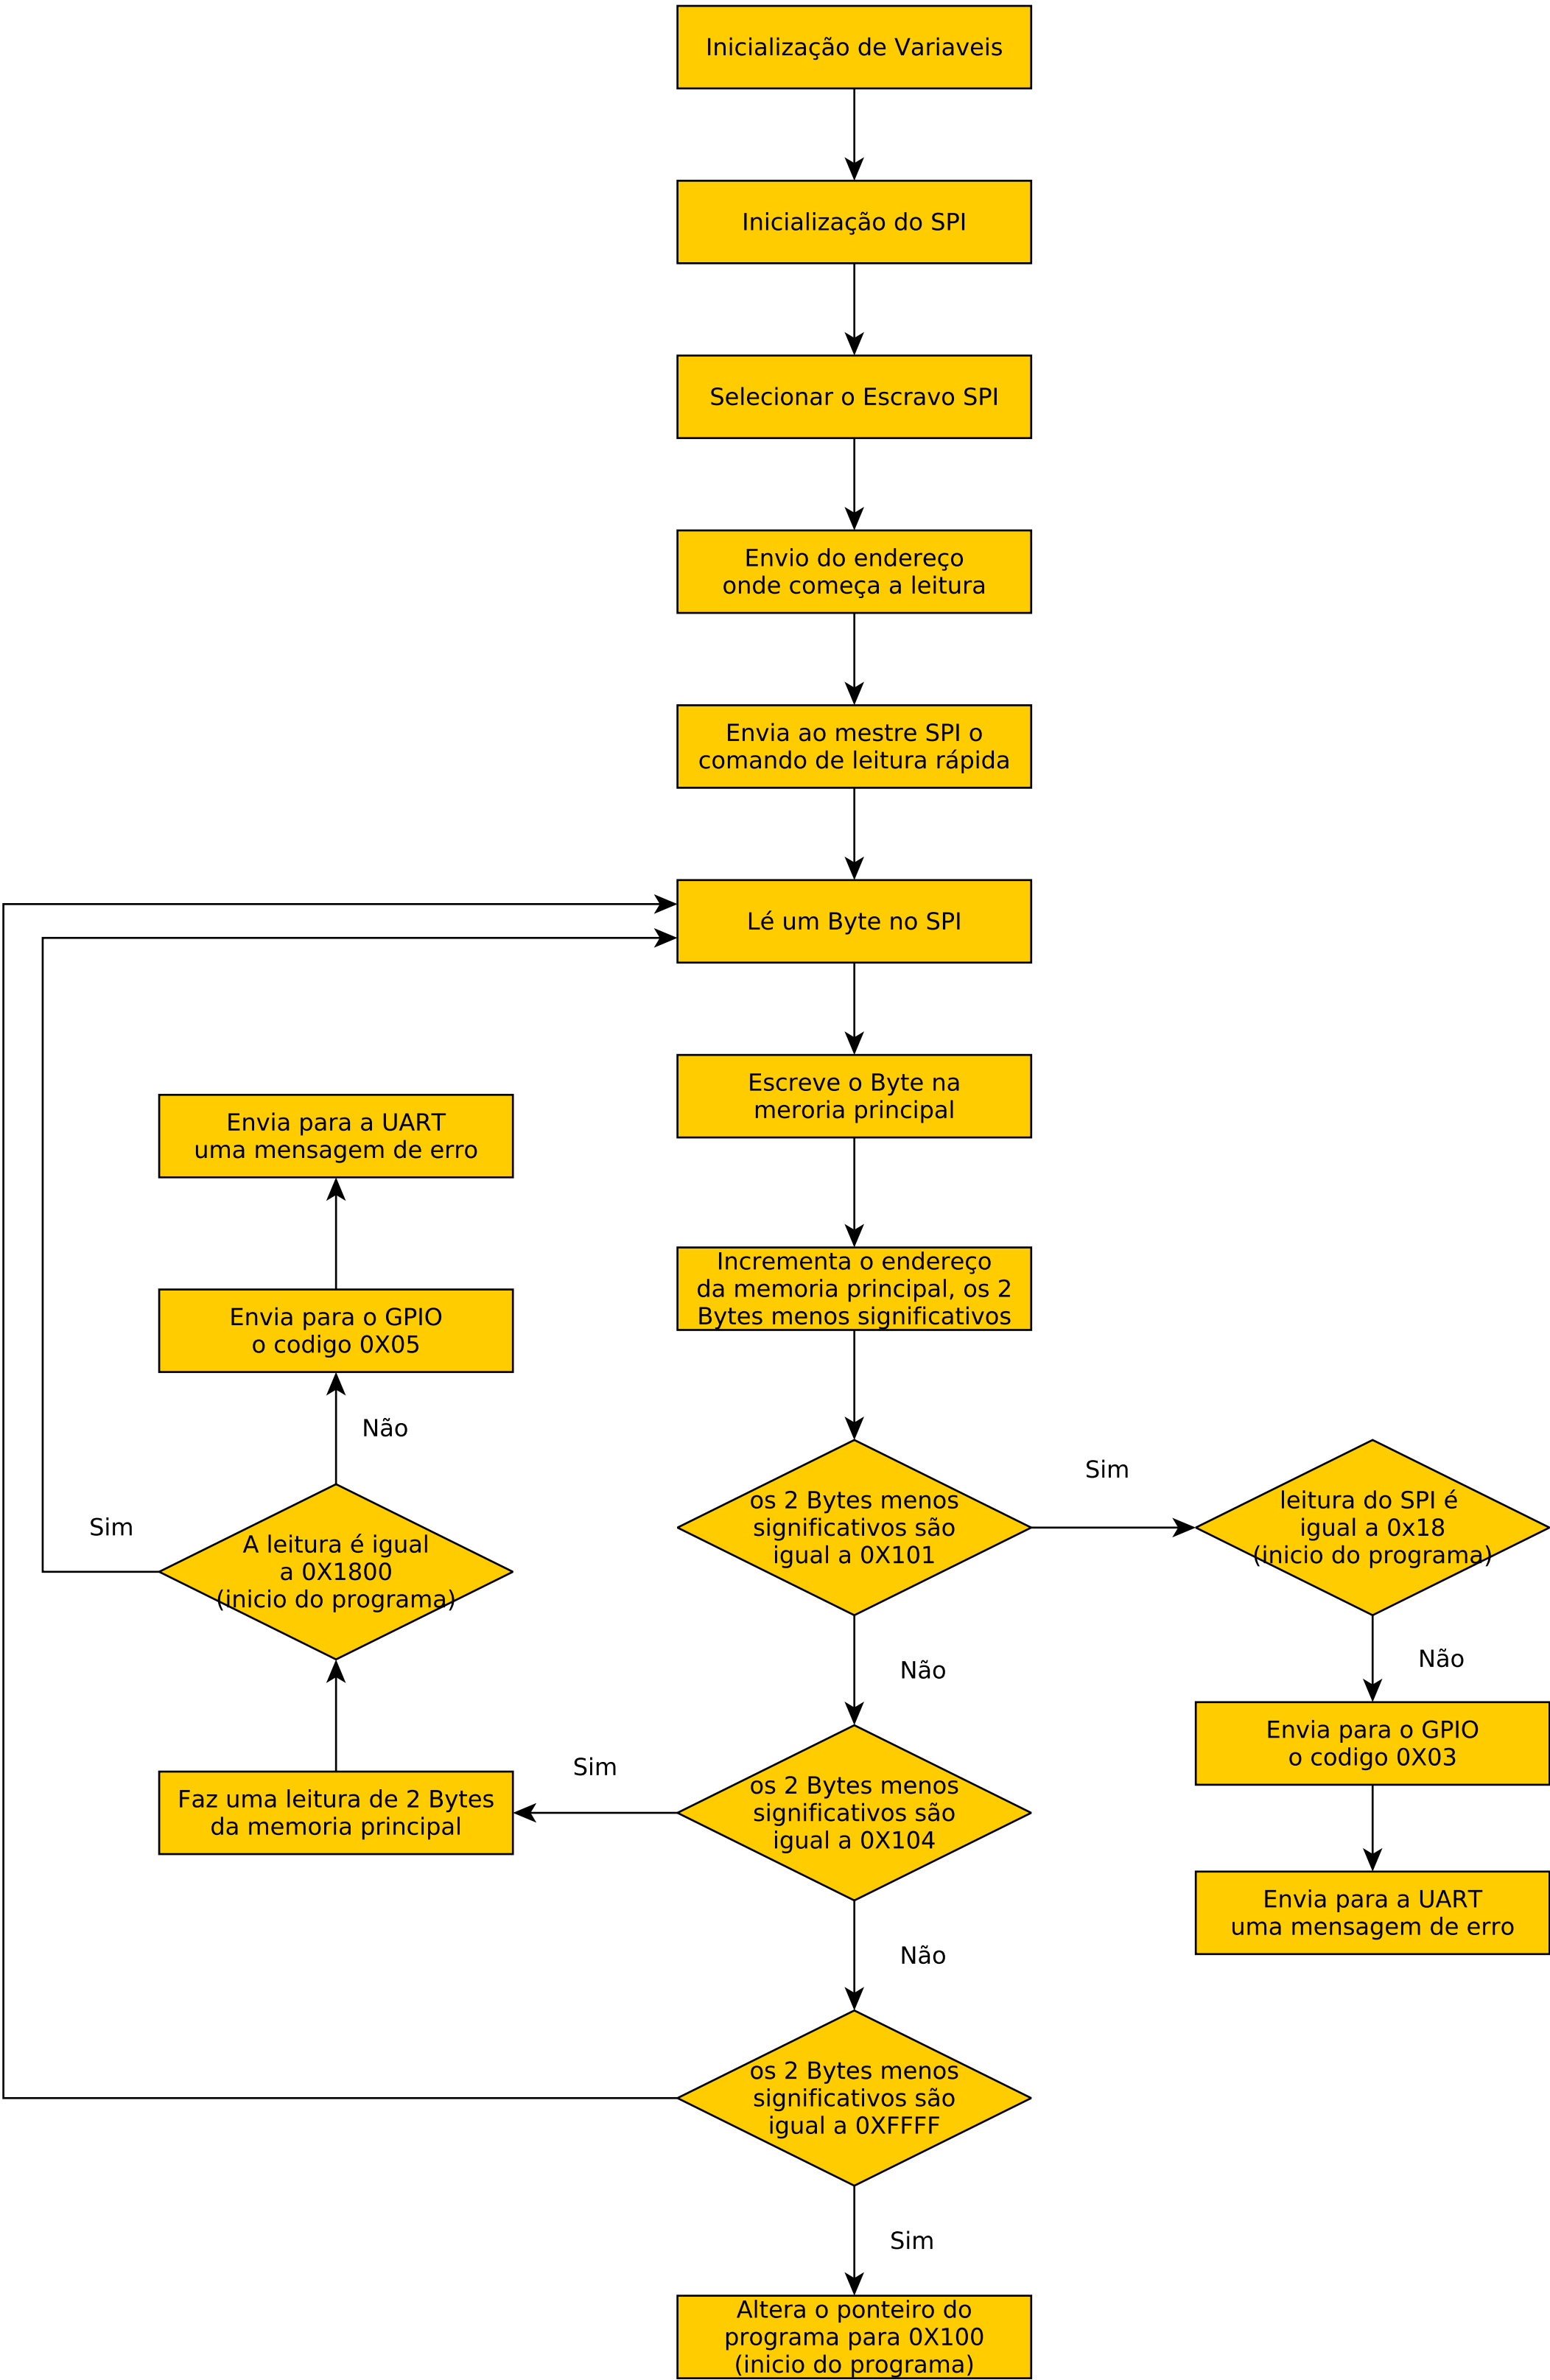 Inicialização de Variaveis
Inicialização do SPI
Selecionar o Escravo SPI
Envio do endereço
onde começa a leitura
Envia ao mestre SPI o
comando de leitura rápida
Lé um Byte no SPI
Escreve o Byte na
meroria principal
Envia para a UART
uma mensagem de erro
Incrementa o endereço
da memoria principal, os 2
Bytes menos significativos
Envia para o GPIO
o codigo 0X05
Não
Sim
A leitura é igual
a 0X1800
(inicio do programa)
os 2 Bytes menos
significativos são
igual a 0X101
Sim
leitura do SPI é
igual a 0x18
(inicio do programa)
Não
Não
Envia para o GPIO
o codigo 0X03
Sim
Faz uma leitura de 2 Bytes
da memoria principal
os 2 Bytes menos
significativos são
igual a 0X104
Envia para a UART
uma mensagem de erro
Não
os 2 Bytes menos
significativos são
igual a 0XFFFF
Sim
Altera o ponteiro do
programa para 0X100
(inicio do programa)